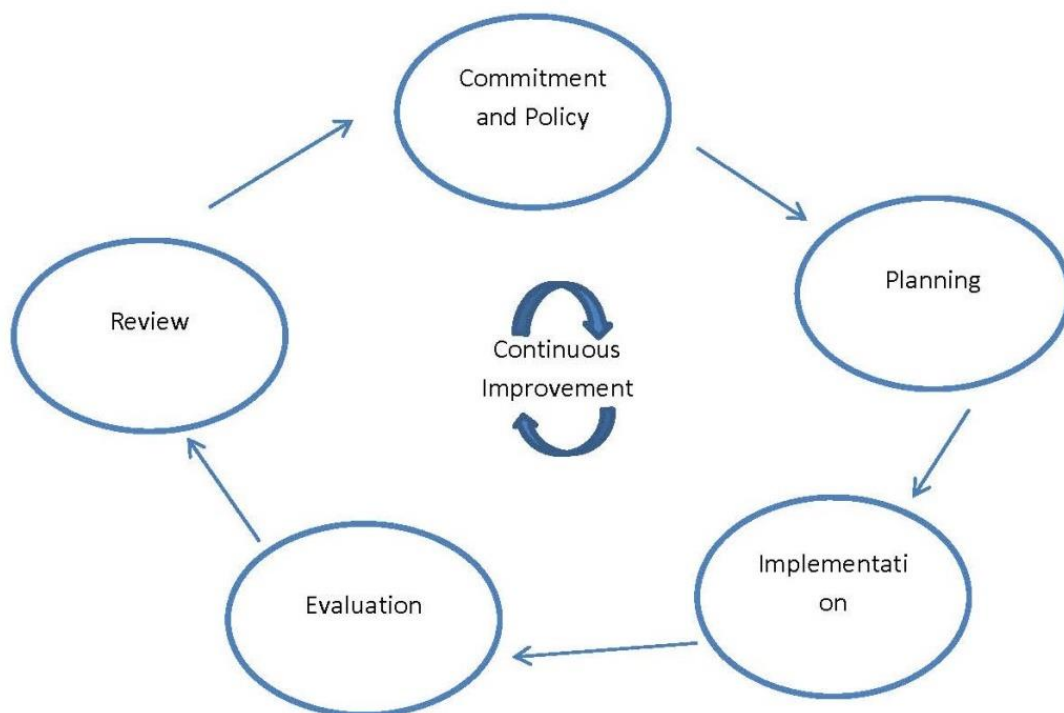 Commitment
and Policy
Planning
Review
Continuous
Improvement
Implementati
on
Evaluation